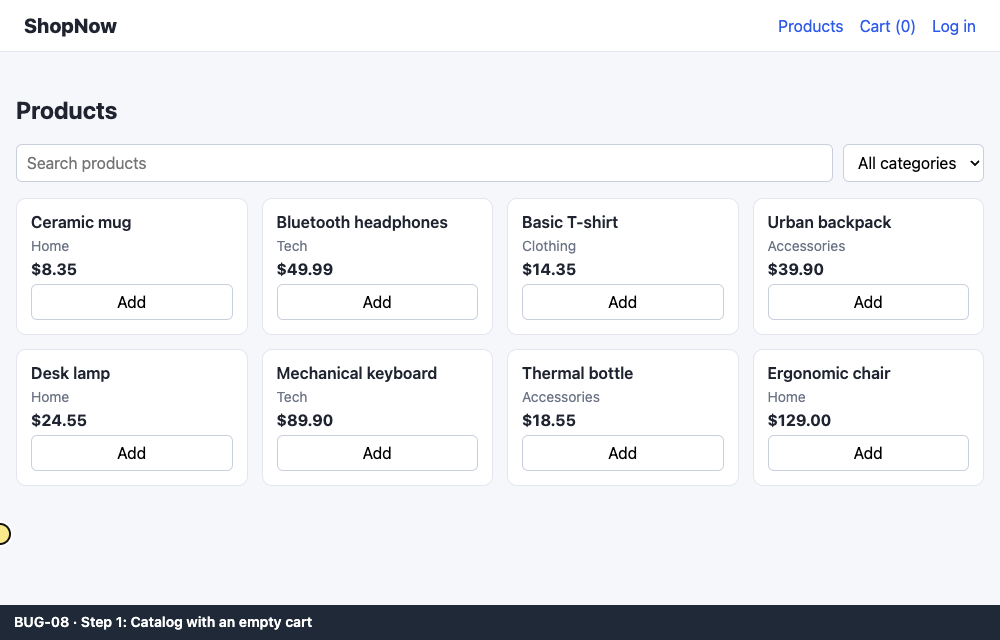 ShopNow
Products Cart (0) Log in
Products
Search products
All categories
Ceramic mug
Home
$8.35
Add
Bluetooth headphones
Tech
$49.99
Add
Basic T-shirt
Clothing
$14.35
Add
Urban backpack
Accessories
$39.90
Add
Desk lamp
Home
$24.55
Add
Mechanical keyboard
Tech
$89.90
Add
Thermal bottle
Accessories
$18.55
Add
Ergonomic chair
Home
$129.00
Add
BUG-08 · Step 1: Catalog with an empty cart